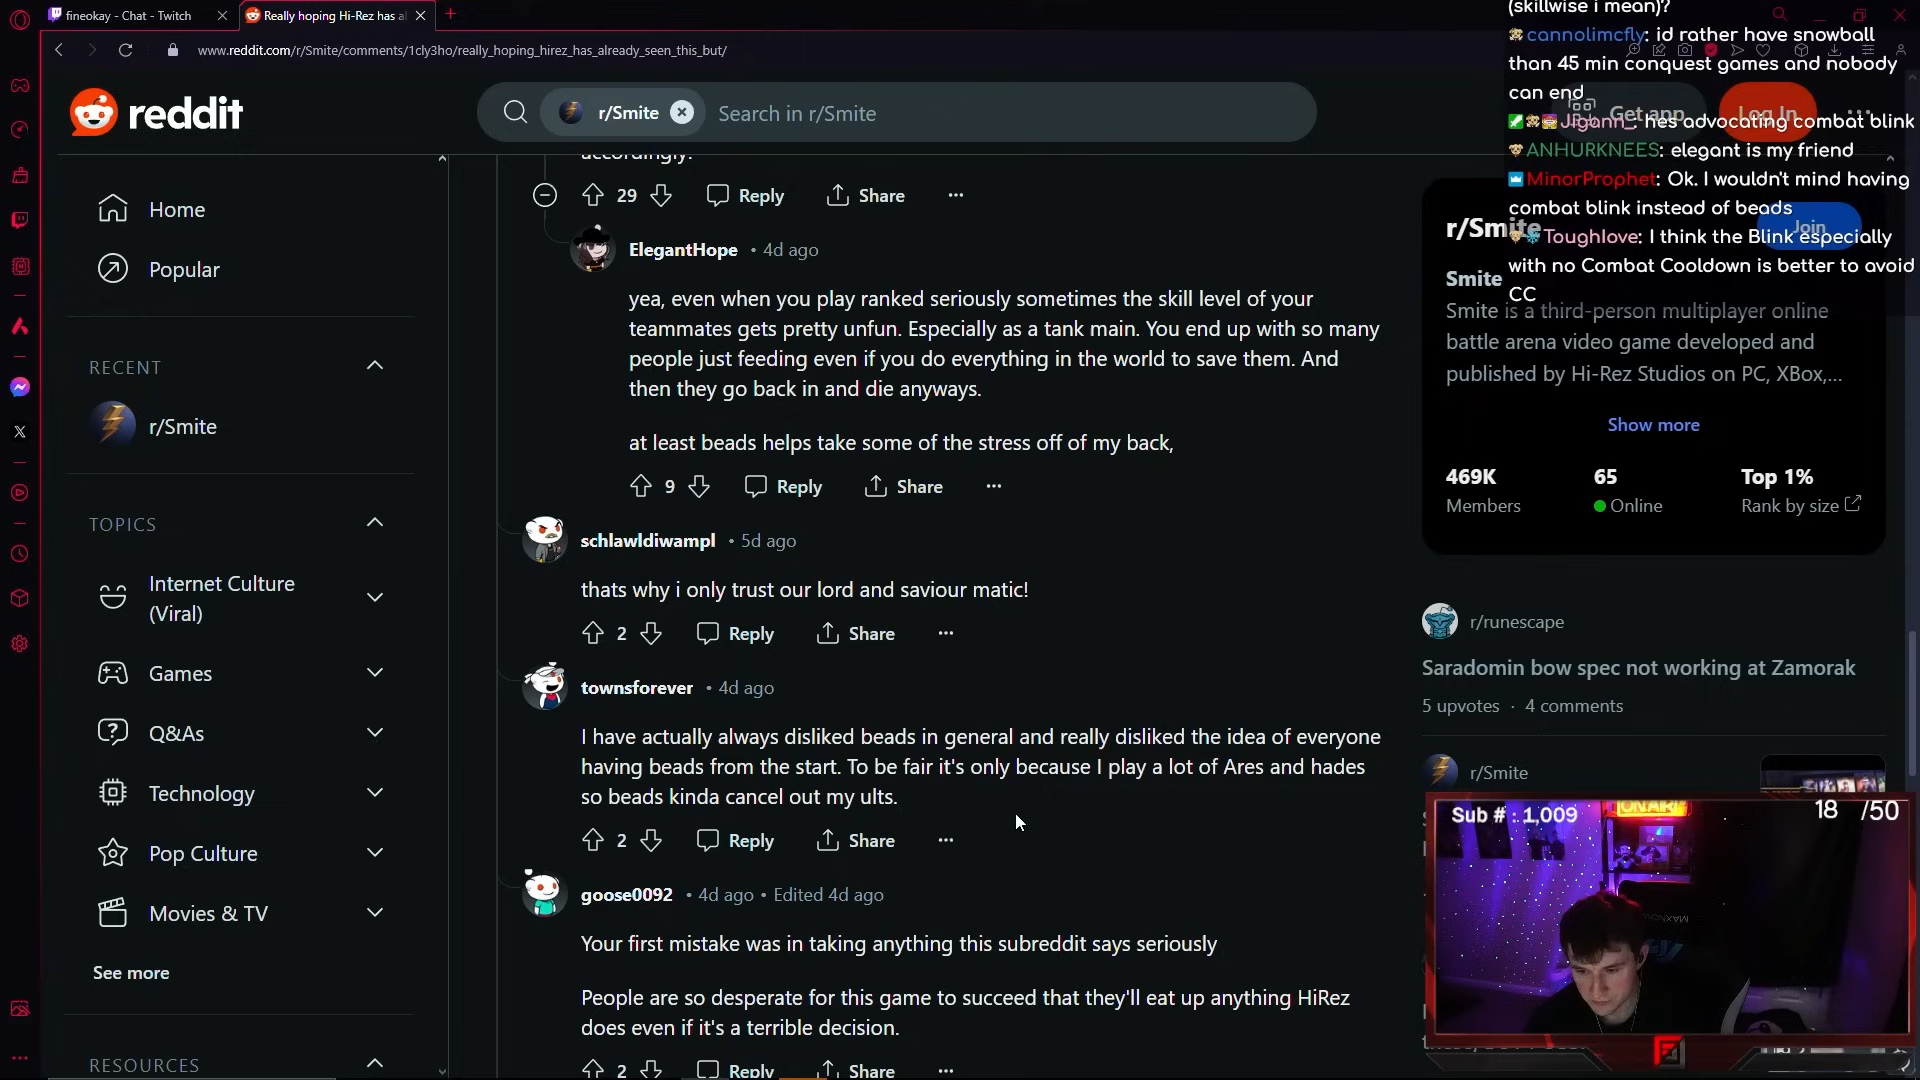 fineokay - Chat - Twitch
Really hoping Hi-Rez has al
www.reddit.com/r/Smite/comments/1cly3ho/really_hoping_hirez_has_already_seen_this_but/
reddit
r/Smite
Search in r/Smite
Get app
Log In
Home
Popular
RECENT
r/Smite
TOPICS
Internet Culture
(Viral)
Games
Q&As
Technology
Pop Culture
Movies & TV
See more
RESOURCES
accordingly.
29
Reply
Share
ElegantHope • 4d ago
yea, even when you play ranked seriously sometimes the skill level of your
teammates gets pretty unfun. Especially as a tank main. You end up with so many
people just feeding even if you do everything in the world to save them. And
then they go back in and die anyways.
at least beads helps take some of the stress off of my back,
9
Reply
Share
schlawldiwampl • 5d ago
thats why i only trust our lord and saviour matic!
2
Reply
Share
townsforever • 4d ago
I have actually always disliked beads in general and really disliked the idea of everyone
having beads from the start. To be fair it's only because I play a lot of Ares and hades
so beads kinda cancel out my ults.
2
Reply
Share
goose0092 • 4d ago • Edited 4d ago
Your first mistake was in taking anything this subreddit says seriously
People are so desperate for this game to succeed that they'll eat up anything HiRez
does even if it's a terrible decision.
2
Reply
Share
(skillwise i mean)?
cannolimcfly: id rather have snowball
than 45 min conquest games and nobody
can end
Jigann_: hes advocating combat blink
ANHURKNEES: elegant is my friend
MinorProphet: Ok. I wouldn't mind having
combat blink instead of beads
Toughlove: I think the Blink especially
with no Combat Cooldown is better to avoid
CC
r/Smite
Join
Smite
Smite is a third-person multiplayer online
battle arena video game developed and
published by Hi-Rez Studios on PC, XBox,...
Show more
469K
Members
65
Online
Top 1%
Rank by size
r/runescape
Saradomin bow spec not working at Zamorak
5 upvotes · 4 comments
r/Smite
Sub # : 1,009
18 /50